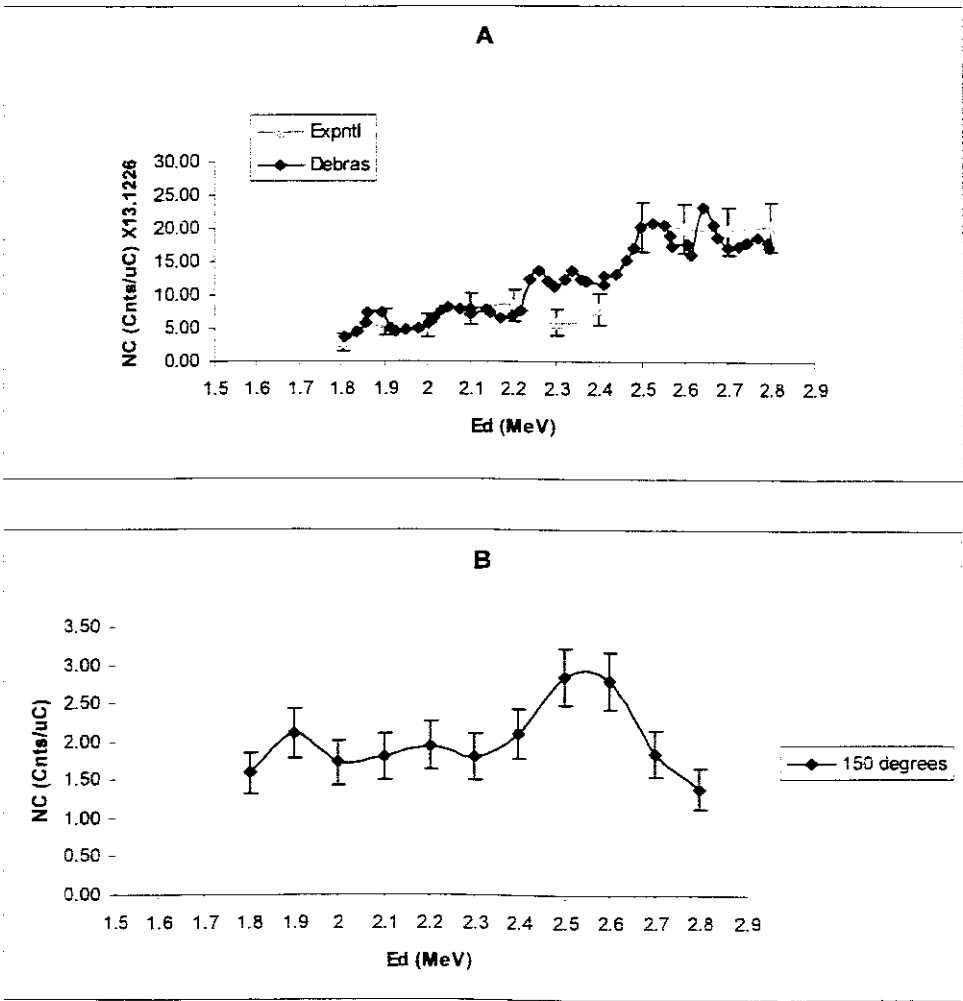 A
Expntl
Debras
NC (Cnts/uC) X13.1226
30.00
25.00
20.00
15.00
10.00
5.00
0.00
1.5 1.6 1.7 1.8 1.9 2 2.1 2.2 2.3 2.4 2.5 2.6 2.7 2.8 2.9
Ed (MeV)
B
NC (Cnts/uC)
3.50
3.00
2.50
2.00
1.50
1.00
0.50
0.00
150 degrees
1.5 1.6 1.7 1.8 1.9 2 2.1 2.2 2.3 2.4 2.5 2.6 2.7 2.8 2.9
Ed (MeV)